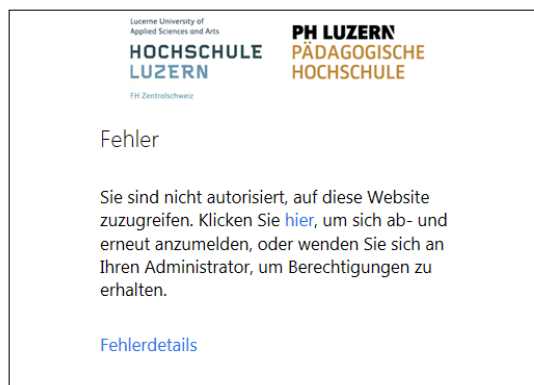 Lucerne University of
Applied Sciences and Arts
HOCHSCHULE
LUZERN
FH Zentralschweiz
PH LUZERN
PÄDAGOGISCHE
HOCHSCHULE
Fehler
Sie sind nicht autorisiert, auf diese Website
zuzugreifen. Klicken Sie hier, um sich ab- und
erneut anzumelden, oder wenden Sie sich an
Ihren Administrator, um Berechtigungen zu
erhalten.
Fehlerdetails